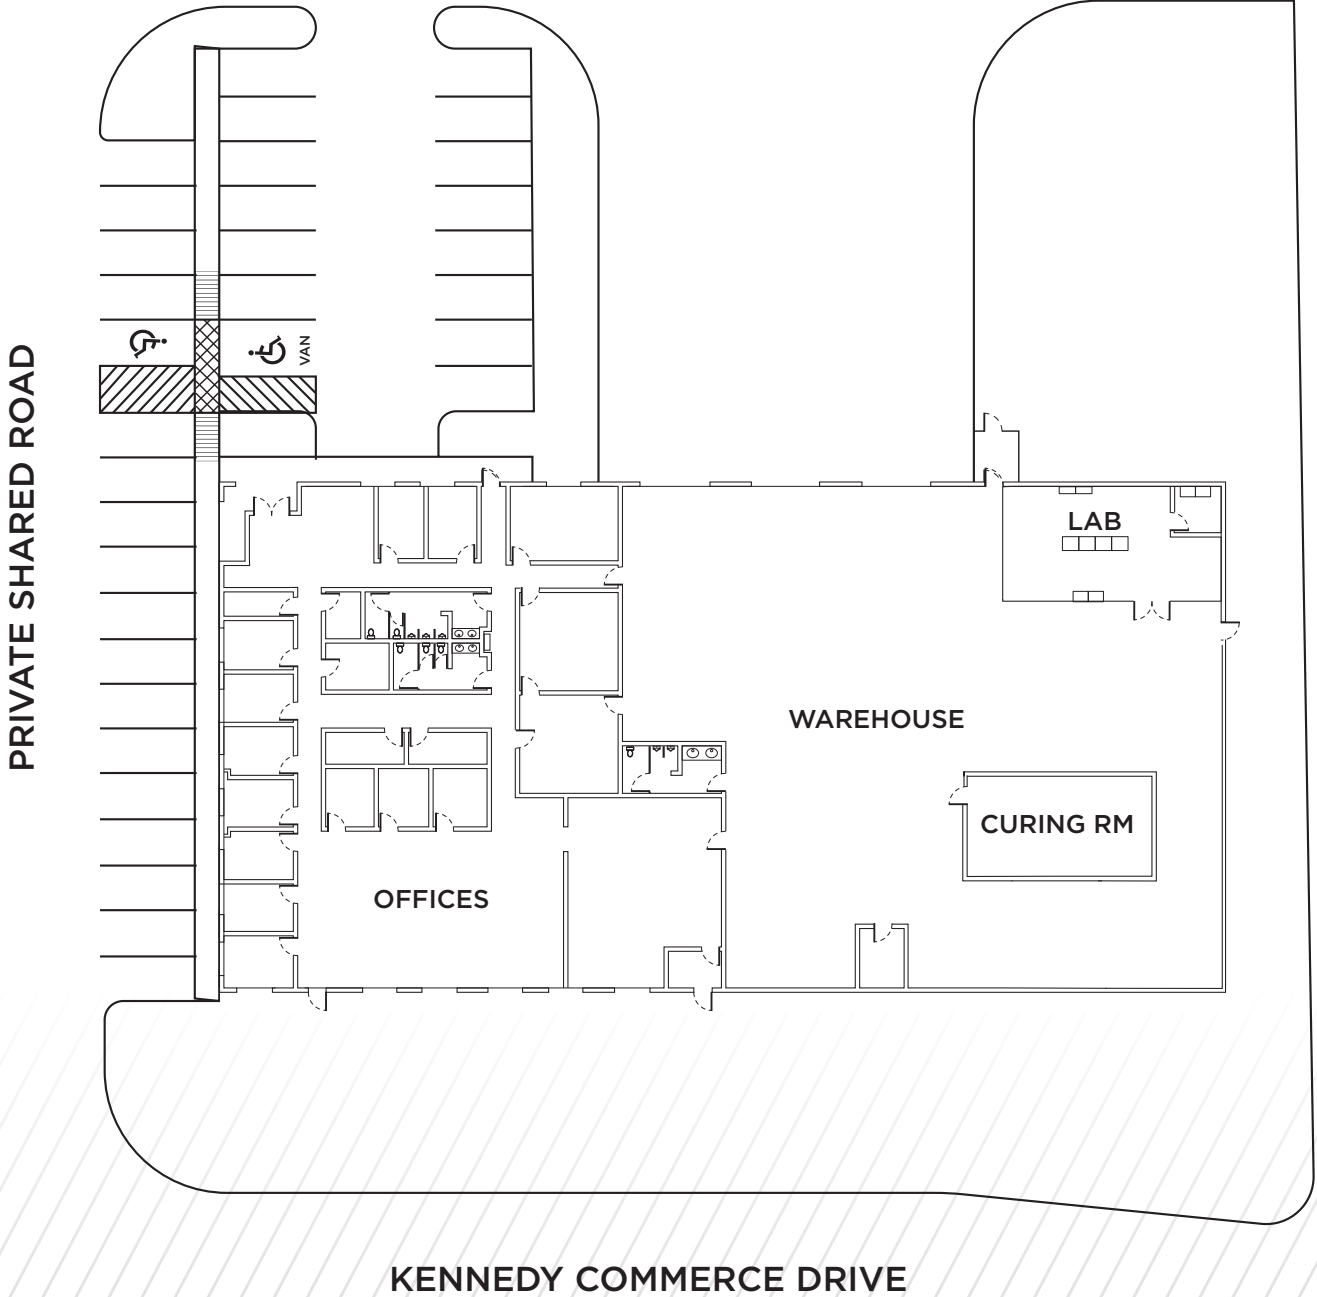 PRIVATE SHARED ROAD
VAN
LAB
WAREHOUSE
CURING RM
OFFICES
KENNEDY COMMERCE DRIVE